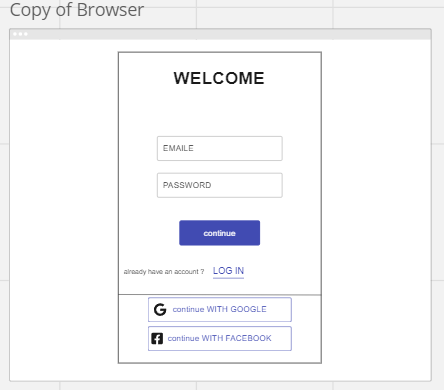 Copy of Browser
WELCOME
EMAILE
PASSWORD
continue
already have an account ? LOG IN
continue WITH GOOGLE
continue WITH FACEBOOK